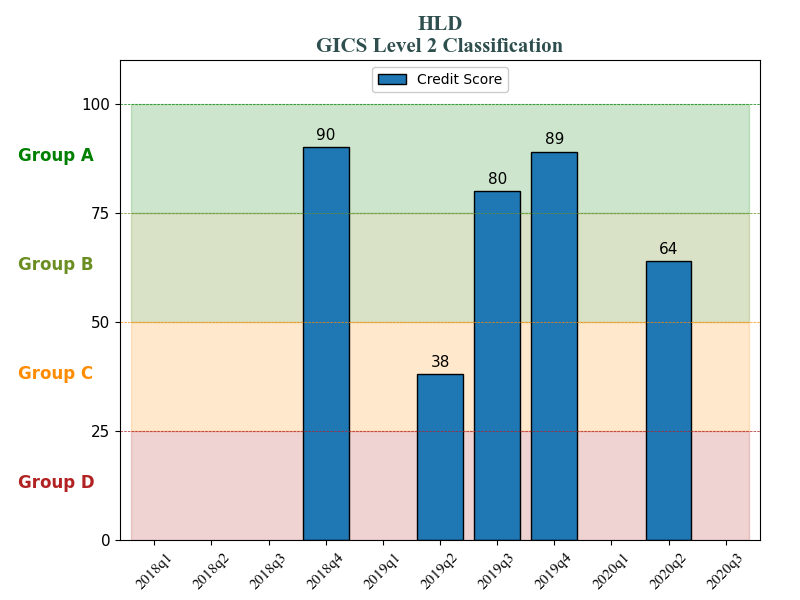 HLD
GICS Level 2 Classification
Credit Score
100
Group A
90
89
80
75
Group B
64
50
Group C
38
25
Group D
0
2018q1 2018q2 2018q3 2018q4 2019q1 2019q2 2019q3 2019q4 2020q1 2020q2 2020q3